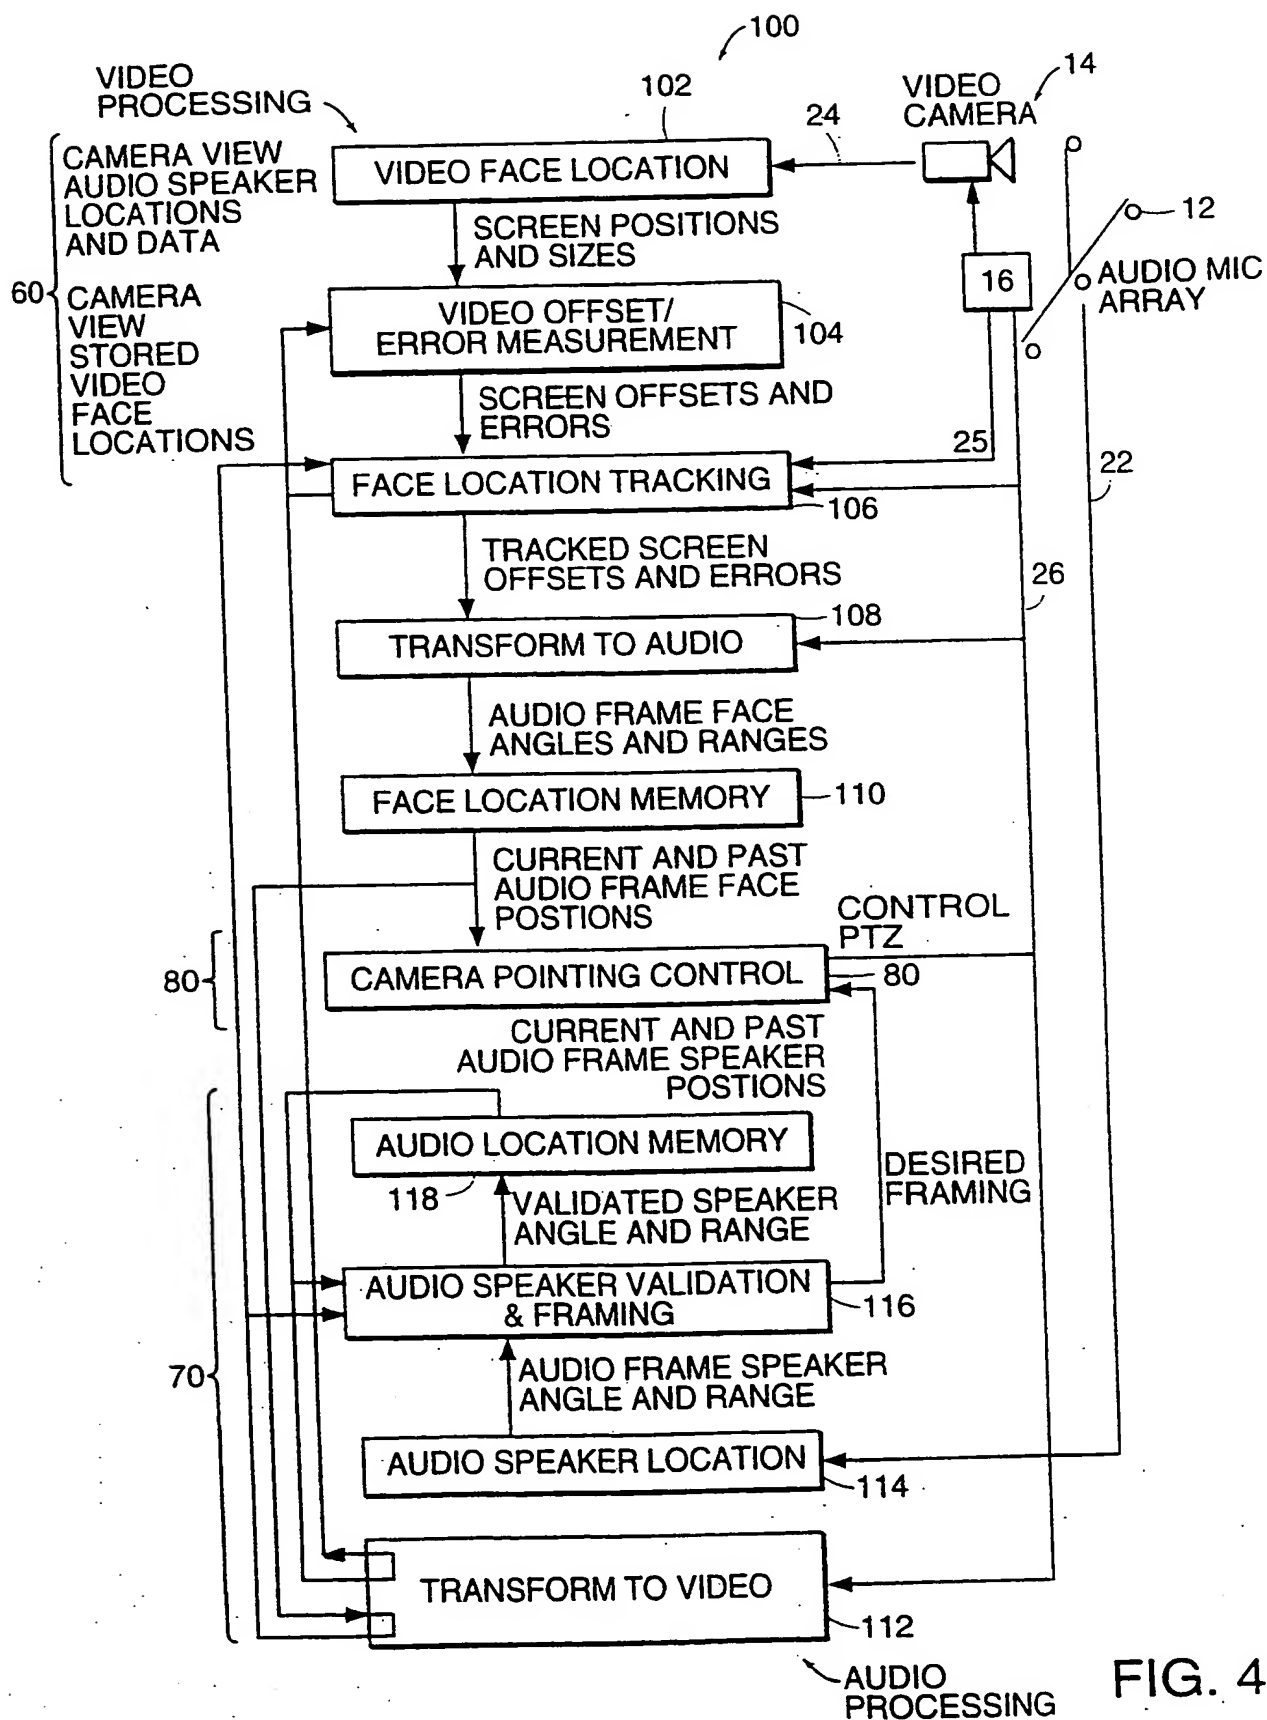 100
VIDEO
PROCESSING
102
24
VIDEO
CAMERA
14
CAMERA VIEW
AUDIO SPEAKER
LOCATIONS
AND DATA
VIDEO FACE LOCATION
12
SCREEN POSITIONS
AND SIZES
60
CAMERA
VIEW
STORED
VIDEO
FACE
LOCATIONS
16
AUDIO MIC
ARRAY
VIDEO OFFSET/
ERROR MEASUREMENT
104
SCREEN OFFSETS AND
ERRORS
25
22
FACE LOCATION TRACKING
106
TRACKED SCREEN
OFFSETS AND ERRORS
26
108
TRANSFORM TO AUDIO
AUDIO FRAME FACE
ANGLES AND RANGES
FACE LOCATION MEMORY
110
CURRENT AND PAST
AUDIO FRAME FACE
POSTIONS
CONTROL
PTZ
80
CAMERA POINTING CONTROL
80
CURRENT AND PAST
AUDIO FRAME SPEAKER
POSTIONS
AUDIO LOCATION MEMORY
118
VALIDATED SPEAKER
ANGLE AND RANGE
DESIRED
FRAMING
AUDIO SPEAKER VALIDATION
& FRAMING
116
70
AUDIO FRAME SPEAKER
ANGLE AND RANGE
AUDIO SPEAKER LOCATION
114
TRANSFORM TO VIDEO
112
AUDIO
PROCESSING
FIG. 4